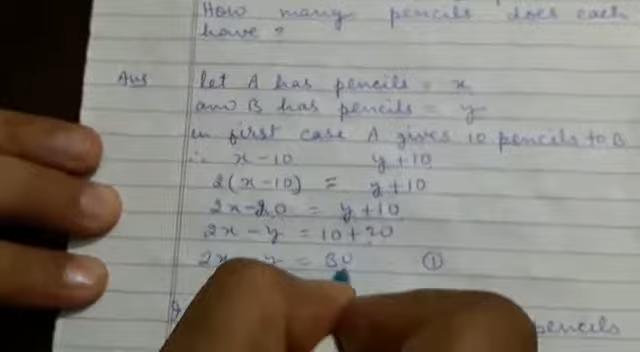 How many pencils does each
have?
Ans let A has pencils = x
and B has pencils = y
in first case A gives 10 pencils to B
∴ x-10 y+10
2(x-10) = y+10
2x-20 = y+10
2x-y = 10+20
2x-y = 30 ①
pencils